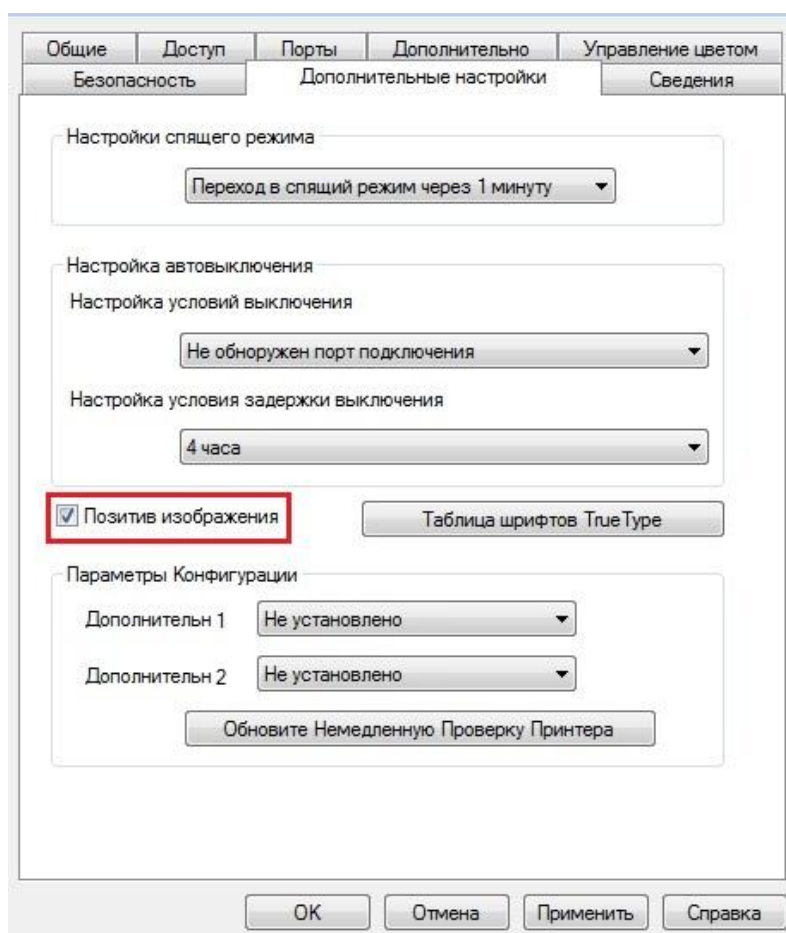 Общие Доступ Порты Дополнительно Управление цветом
Безопасность Дополнительные настройки Сведения
Настройки спящего режима
Переход в спящий режим через 1 минуту
Настройка автовыключения
Настройка условий выключения
Не обноружен порт подключения
Настройка условия задержки выключения
4 часа
Позитив изображения Таблица шрифтов TrueType
Параметры Конфигурации
Дополнительн 1 Не установлено
Дополнительн 2 Не установлено
Обновите Немедленную Проверку Принтера
OK Отмена Применить Справка